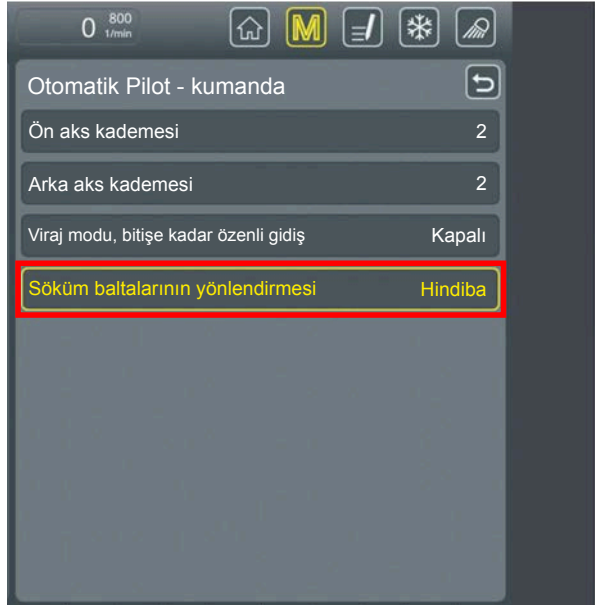 0 800
1/min
M
Otomatik Pilot - kumanda
Ön aks kademesi 2
Arka aks kademesi 2
Viraj modu, bitişe kadar özenli gidiş Kapalı
Söküm baltalarının yönlendirmesi Hindiba